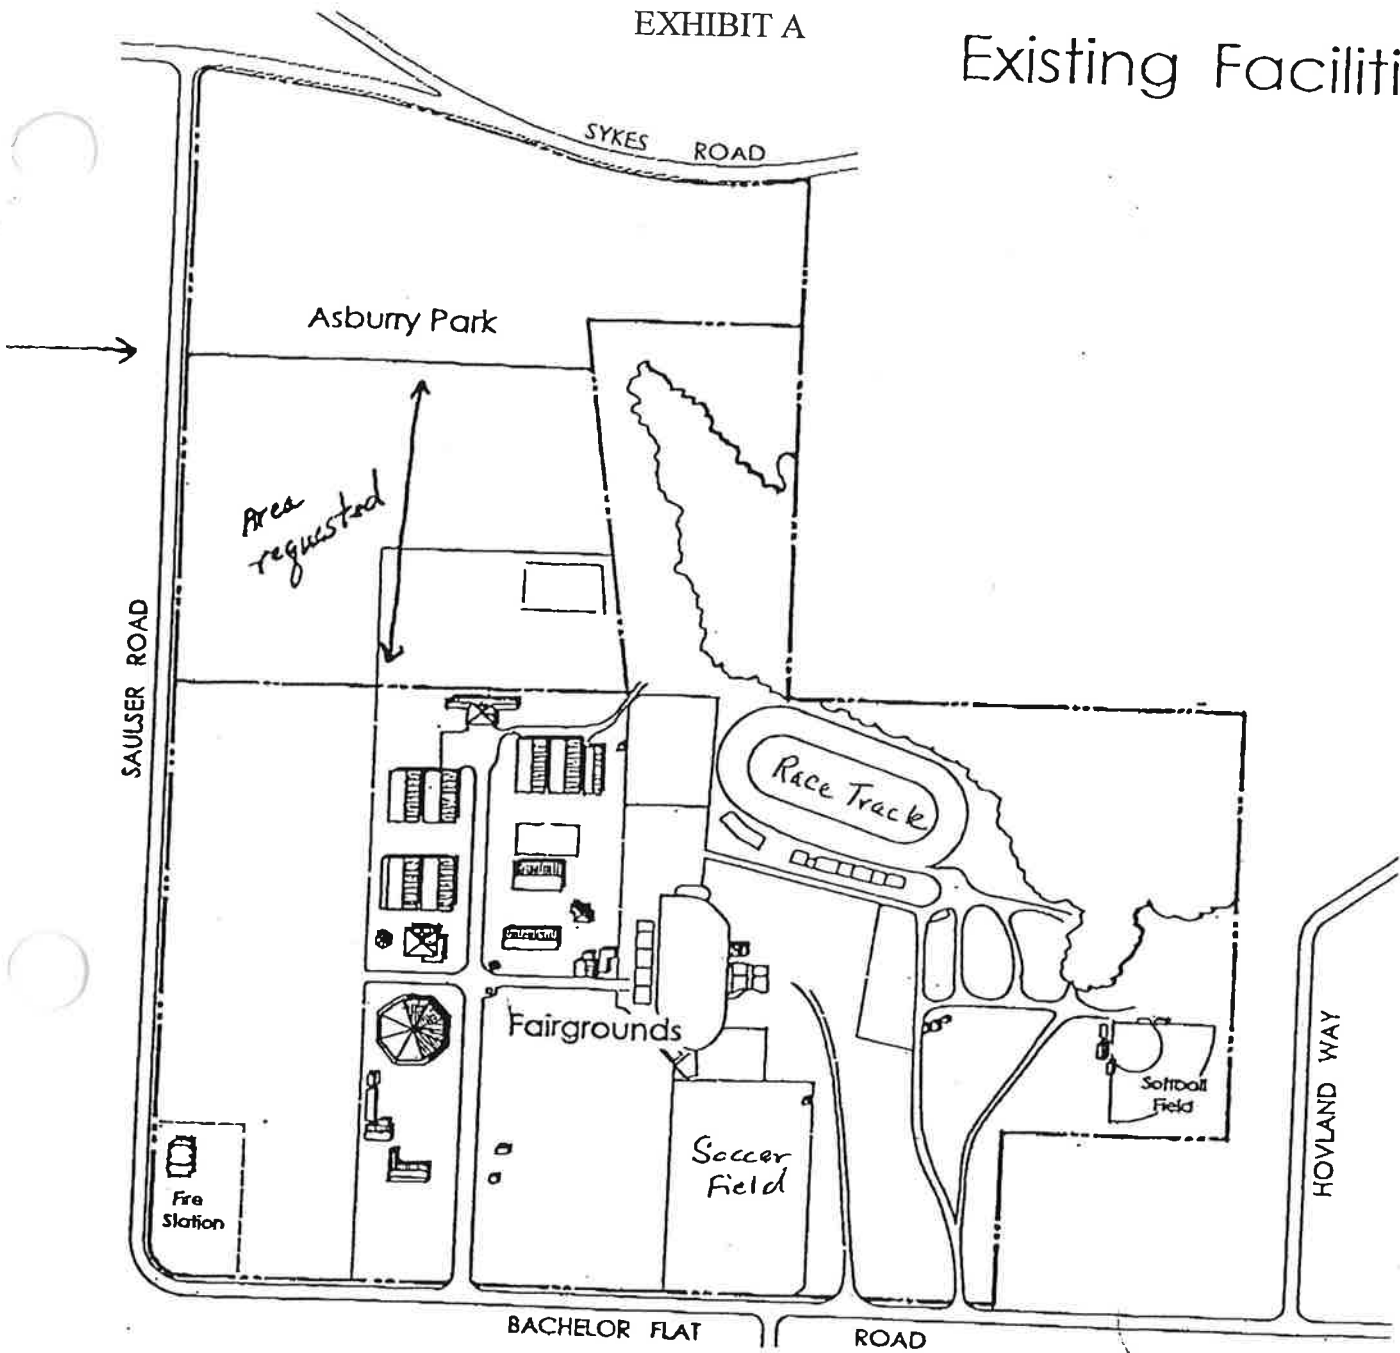 EXHIBIT A
Existing Faciliti
SYKES ROAD
Asburry Park
Area
requested
SAULSER ROAD
Race Track
Fairgrounds
Softball
Field
HOVLAND WAY
Soccer
Field
Fire
Station
BACHELOR FLAT ROAD